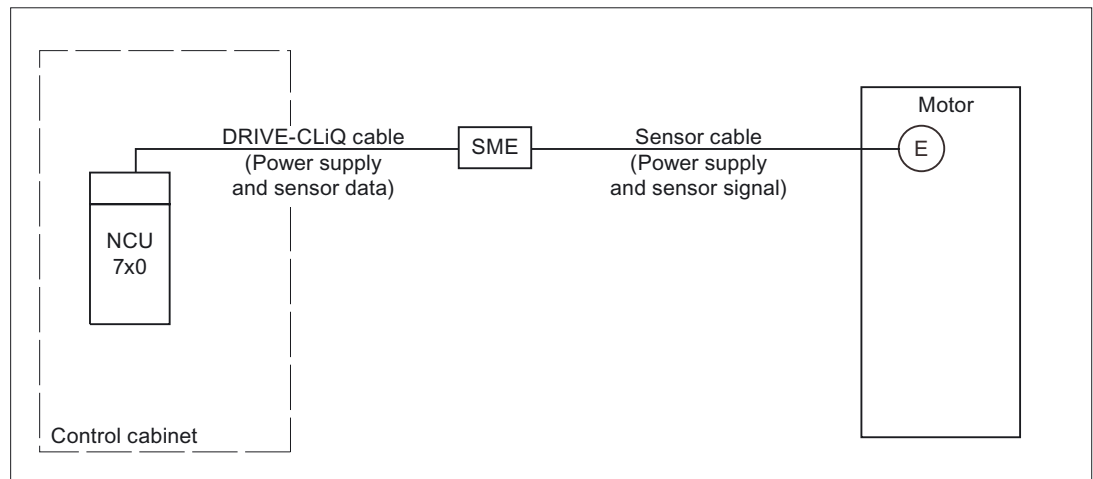 Motor
DRIVE-CLiQ cable
(Power supply
and sensor data)
SME
Sensor cable
(Power supply
and sensor signal)
E
NCU
7x0
Control cabinet